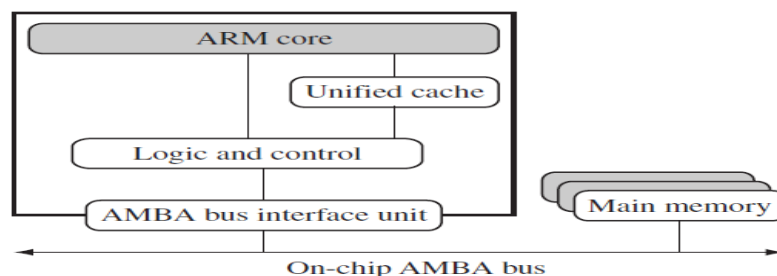 ARM core
Unified cache
Logic and control
AMBA bus interface unit
Main memory
On-chip AMBA bus